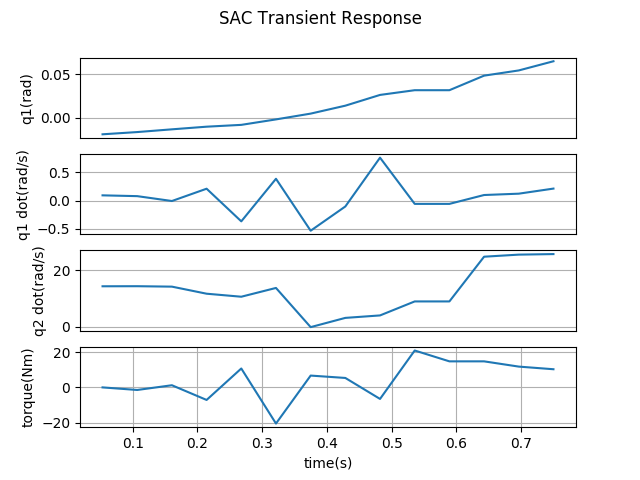 SAC Transient Response
q1(rad)
0.05
0.00
q1 dot(rad/s)
0.5
0.0
−0.5
q2 dot(rad/s)
20
0
torque(Nm)
20
0
−20
0.1 0.2 0.3 0.4 0.5 0.6 0.7
time(s)